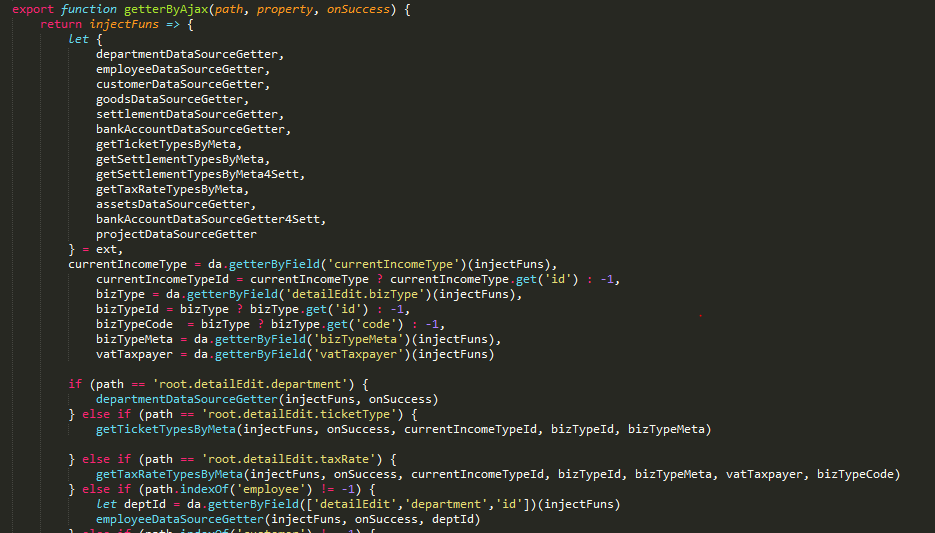 export function getterByAjax(path, property, onSuccess) {
return injectFuns => {
let {
departmentDataSourceGetter,
employeeDataSourceGetter,
customerDataSourceGetter,
goodsDataSourceGetter,
settlementDataSourceGetter,
bankAccountDataSourceGetter,
getTicketTypesByMeta,
getSettlementTypesByMeta,
getSettlementTypesByMeta4Sett,
getTaxRateTypesByMeta,
assetsDataSourceGetter,
bankAccountDataSourceGetter4Sett,
projectDataSourceGetter
} = ext,
currentIncomeType = da.getterByField('currentIncomeType')(injectFuns),
currentIncomeTypeId = currentIncomeType ? currentIncomeType.get('id') : -1,
bizType = da.getterByField('detailEdit.bizType')(injectFuns),
bizTypeId = bizType ? bizType.get('id') : -1,
bizTypeCode  = bizType ? bizType.get('code') : -1,
bizTypeMeta = da.getterByField('bizTypeMeta')(injectFuns),
vatTaxpayer = da.getterByField('vatTaxpayer')(injectFuns)
if (path == 'root.detailEdit.department') {
departmentDataSourceGetter(injectFuns, onSuccess)
} else if (path == 'root.detailEdit.ticketType') {
getTicketTypesByMeta(injectFuns, onSuccess, currentIncomeTypeId, bizTypeId, bizTypeMeta)
} else if (path == 'root.detailEdit.taxRate') {
getTaxRateTypesByMeta(injectFuns, onSuccess, currentIncomeTypeId, bizTypeId, bizTypeMeta, vatTaxpayer, bizTypeCode)
} else if (path.indexOf('employee') != -1) {
let deptId = da.getterByField(['detailEdit','department','id'])(injectFuns)
employeeDataSourceGetter(injectFuns, onSuccess, deptId)
} else if (path.indexOf('customer') != -1) {